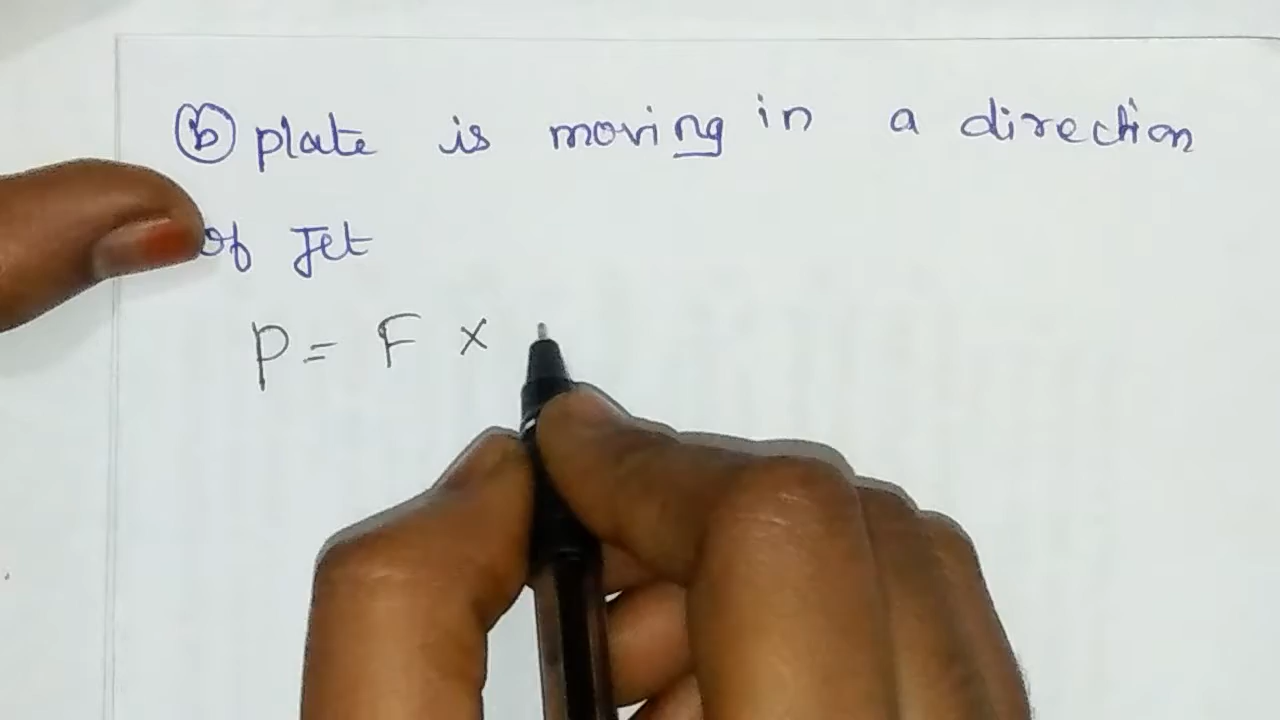 ⓑ plate is moving in a direction
of Jet
P = F ×